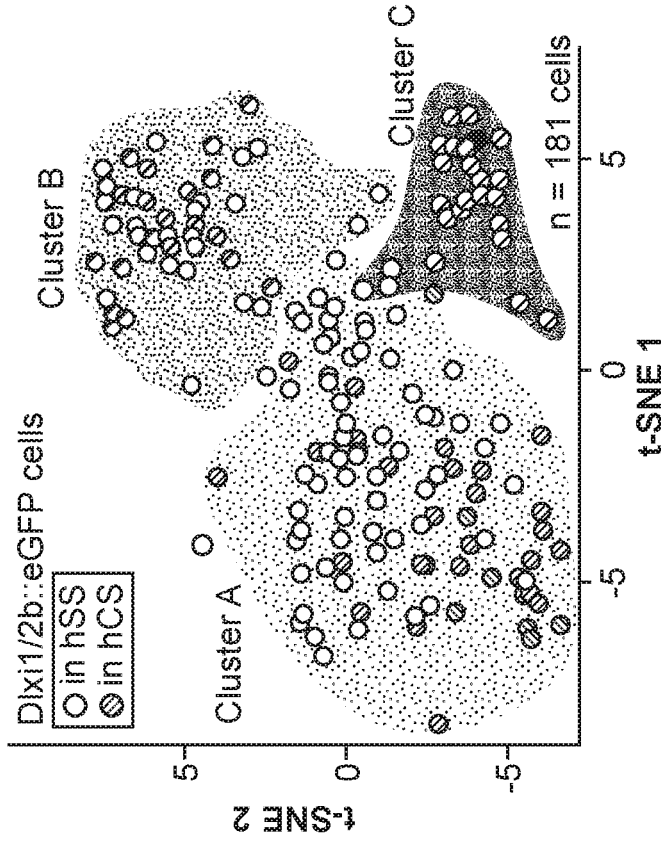 Dlxi1/2b::eGFP cells
in hSS
in hCS
Cluster A
Cluster B
Cluster C
n = 181 cells
5
0
-5
t-SNE 2
-5
0
5
t-SNE 1